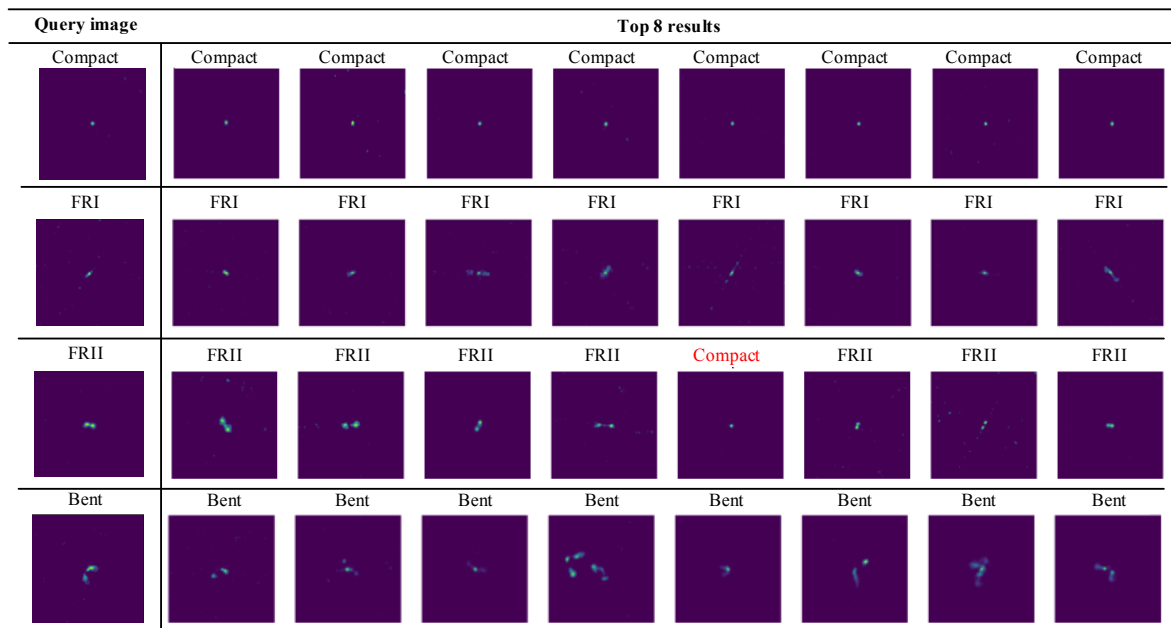 Query image Top 8 results
Compact Compact Compact Compact Compact Compact Compact Compact Compact
FRI FRI FRI FRI FRI FRI FRI FRI FRI
FRII FRII FRII FRII FRII Compact FRII FRII FRII
Bent Bent Bent Bent Bent Bent Bent Bent Bent